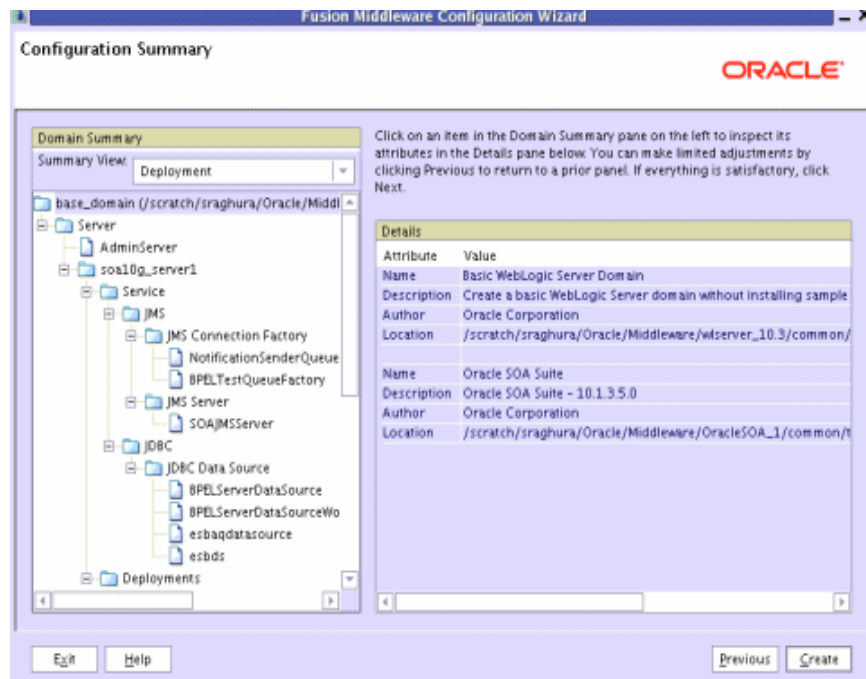 Fusion Middleware Configuration Wizard
Configuration Summary
ORACLE
Domain Summary
Summary View:
Deployment
base_domain (/scratch/sraghura/Oracle/Middl
Server
AdminServer
soa10g_server1
Service
JMS
JMS Connection Factory
NotificationSenderQueue
BPELTestQueueFactory
JMS Server
SOAJMSServer
JDBC
JDBC Data Source
BPELServerDataSource
BPELServerDataSourceWo
esbaqdatasource
esbds
Deployments
Click on an item in the Domain Summary pane on the left to inspect its
attributes in the Details pane below. You can make limited adjustments by
clicking Previous to return to a prior panel. If everything is satisfactory, click
Next.
Details
Attribute Value
Name Basic WebLogic Server Domain
Description Create a basic WebLogic Server domain without installing sample
Author Oracle Corporation
Location /scratch/sraghura/Oracle/Middleware/wlserver_10.3/common/
Name Oracle SOA Suite
Description Oracle SOA Suite - 10.1.3.5.0
Author Oracle Corporation
Location /scratch/sraghura/Oracle/Middleware/OracleSOA_1/common/t
Exit Help Previous Create